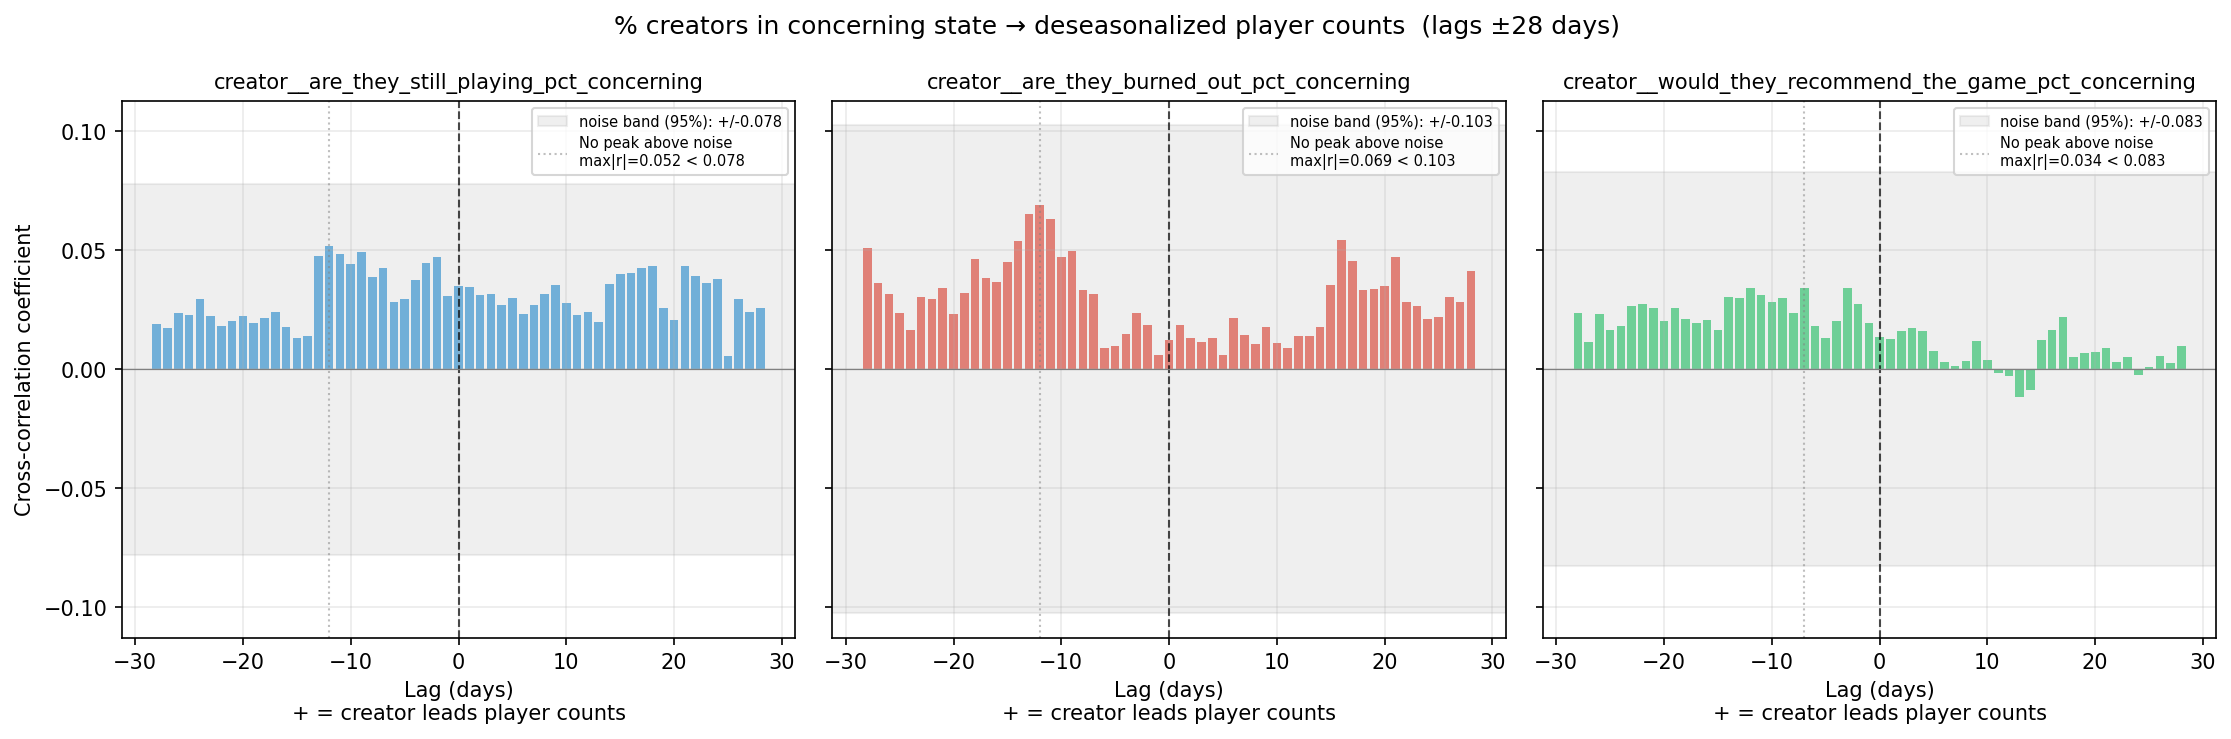 % creators in concerning state → deseasonalized player counts  (lags ±28 days)
creator__are_they_still_playing_pct_concerning
noise band (95%): +/-0.078
No peak above noise
max|r|=0.052 < 0.078
Cross-correlation coefficient
0.10
0.05
0.00
−0.05
−0.10
−30
−20
−10
0
10
20
30
Lag (days)
+ = creator leads player counts
creator__are_they_burned_out_pct_concerning
noise band (95%): +/-0.103
No peak above noise
max|r|=0.069 < 0.103
−30
−20
−10
0
10
20
30
Lag (days)
+ = creator leads player counts
creator__would_they_recommend_the_game_pct_concerning
noise band (95%): +/-0.083
No peak above noise
max|r|=0.034 < 0.083
−30
−20
−10
0
10
20
30
Lag (days)
+ = creator leads player counts